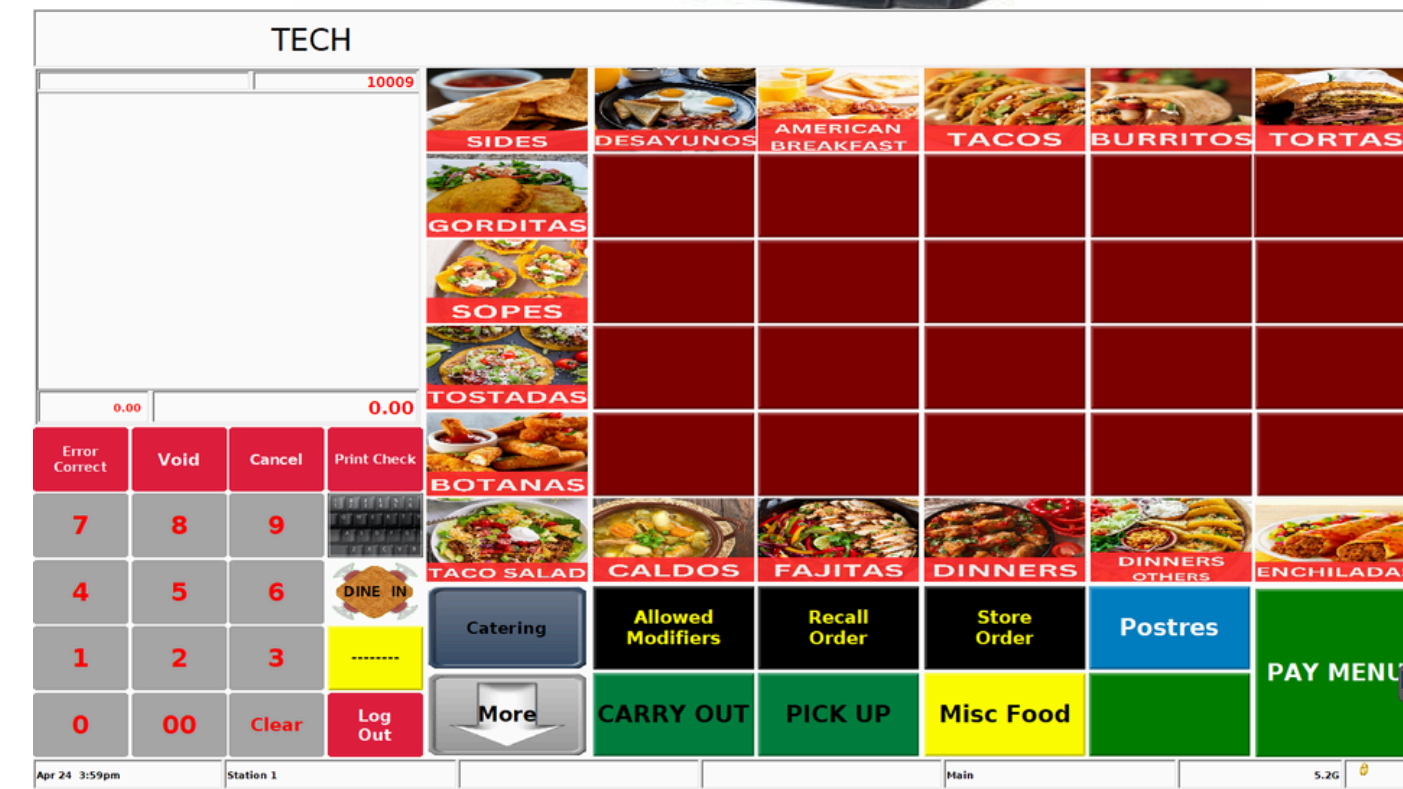 TECH
10009
SIDES
DESAYUNOS
AMERICAN
BREAKFAST
TACOS
BURRITOS
TORTAS
GORDITAS
SOPES
TOSTADAS
0.00
0.00
BOTANAS
Error
Correct
Void
Cancel
Print Check
7
8
9
TACO SALAD
CALDOS
FAJITAS
DINNERS
DINNERS
OTHERS
ENCHILADA
4
5
6
DINE IN
Catering
Allowed
Modifiers
Recall
Order
Store
Order
Postres
PAY MENU
1
2
3
--------
0
00
Clear
Log
Out
More
CARRY OUT
PICK UP
Misc Food
Apr 24 3:59pm
Station 1
Main
5.2G